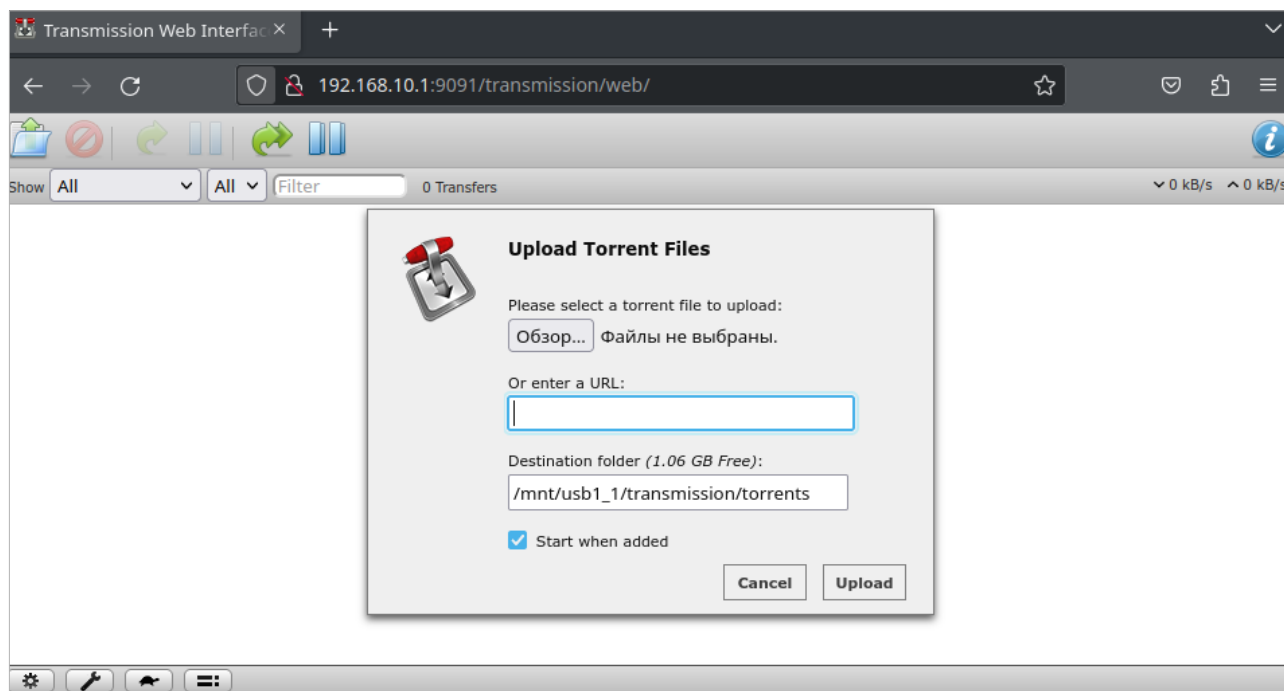 Transmission Web Interfac
192.168.10.1:9091/transmission/web/
Show All All Filter 0 Transfers 0 kB/s 0 kB/s
Upload Torrent Files
Please select a torrent file to upload:
Обзор... Файлы не выбраны.
Or enter a URL:
Destination folder (1.06 GB Free):
/mnt/usb1_1/transmission/torrents
Start when added
Cancel Upload